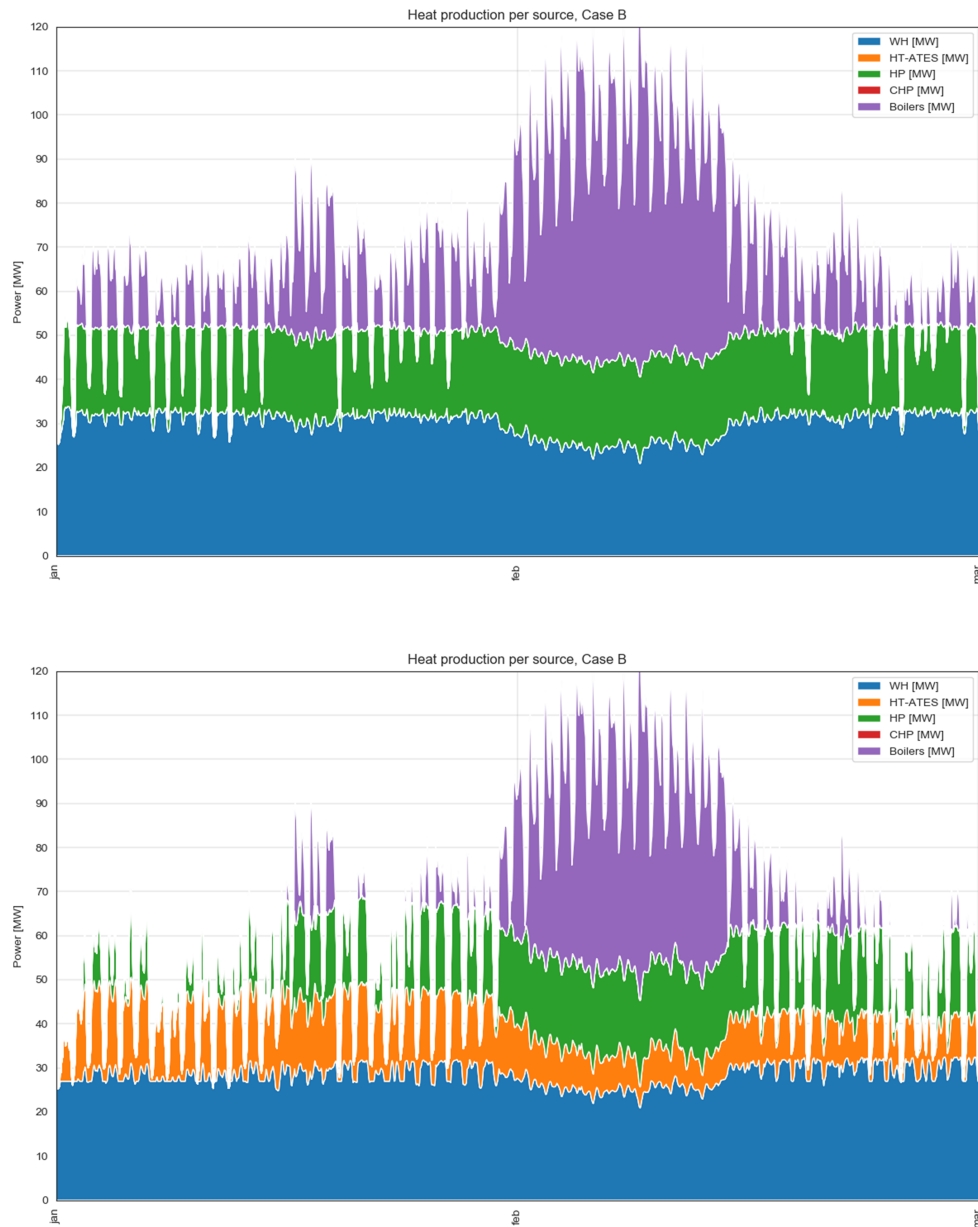 Heat production per source, Case B
120
110
100
90
80
70
60
50
40
30
20
10
0
Power [MW]
WH [MW]
HT-ATES [MW]
HP [MW]
CHP [MW]
Boilers [MW]
jan
feb
mar
Heat production per source, Case B
120
110
100
90
80
70
60
50
40
30
20
10
0
Power [MW]
WH [MW]
HT-ATES [MW]
HP [MW]
CHP [MW]
Boilers [MW]
jan
feb
mar